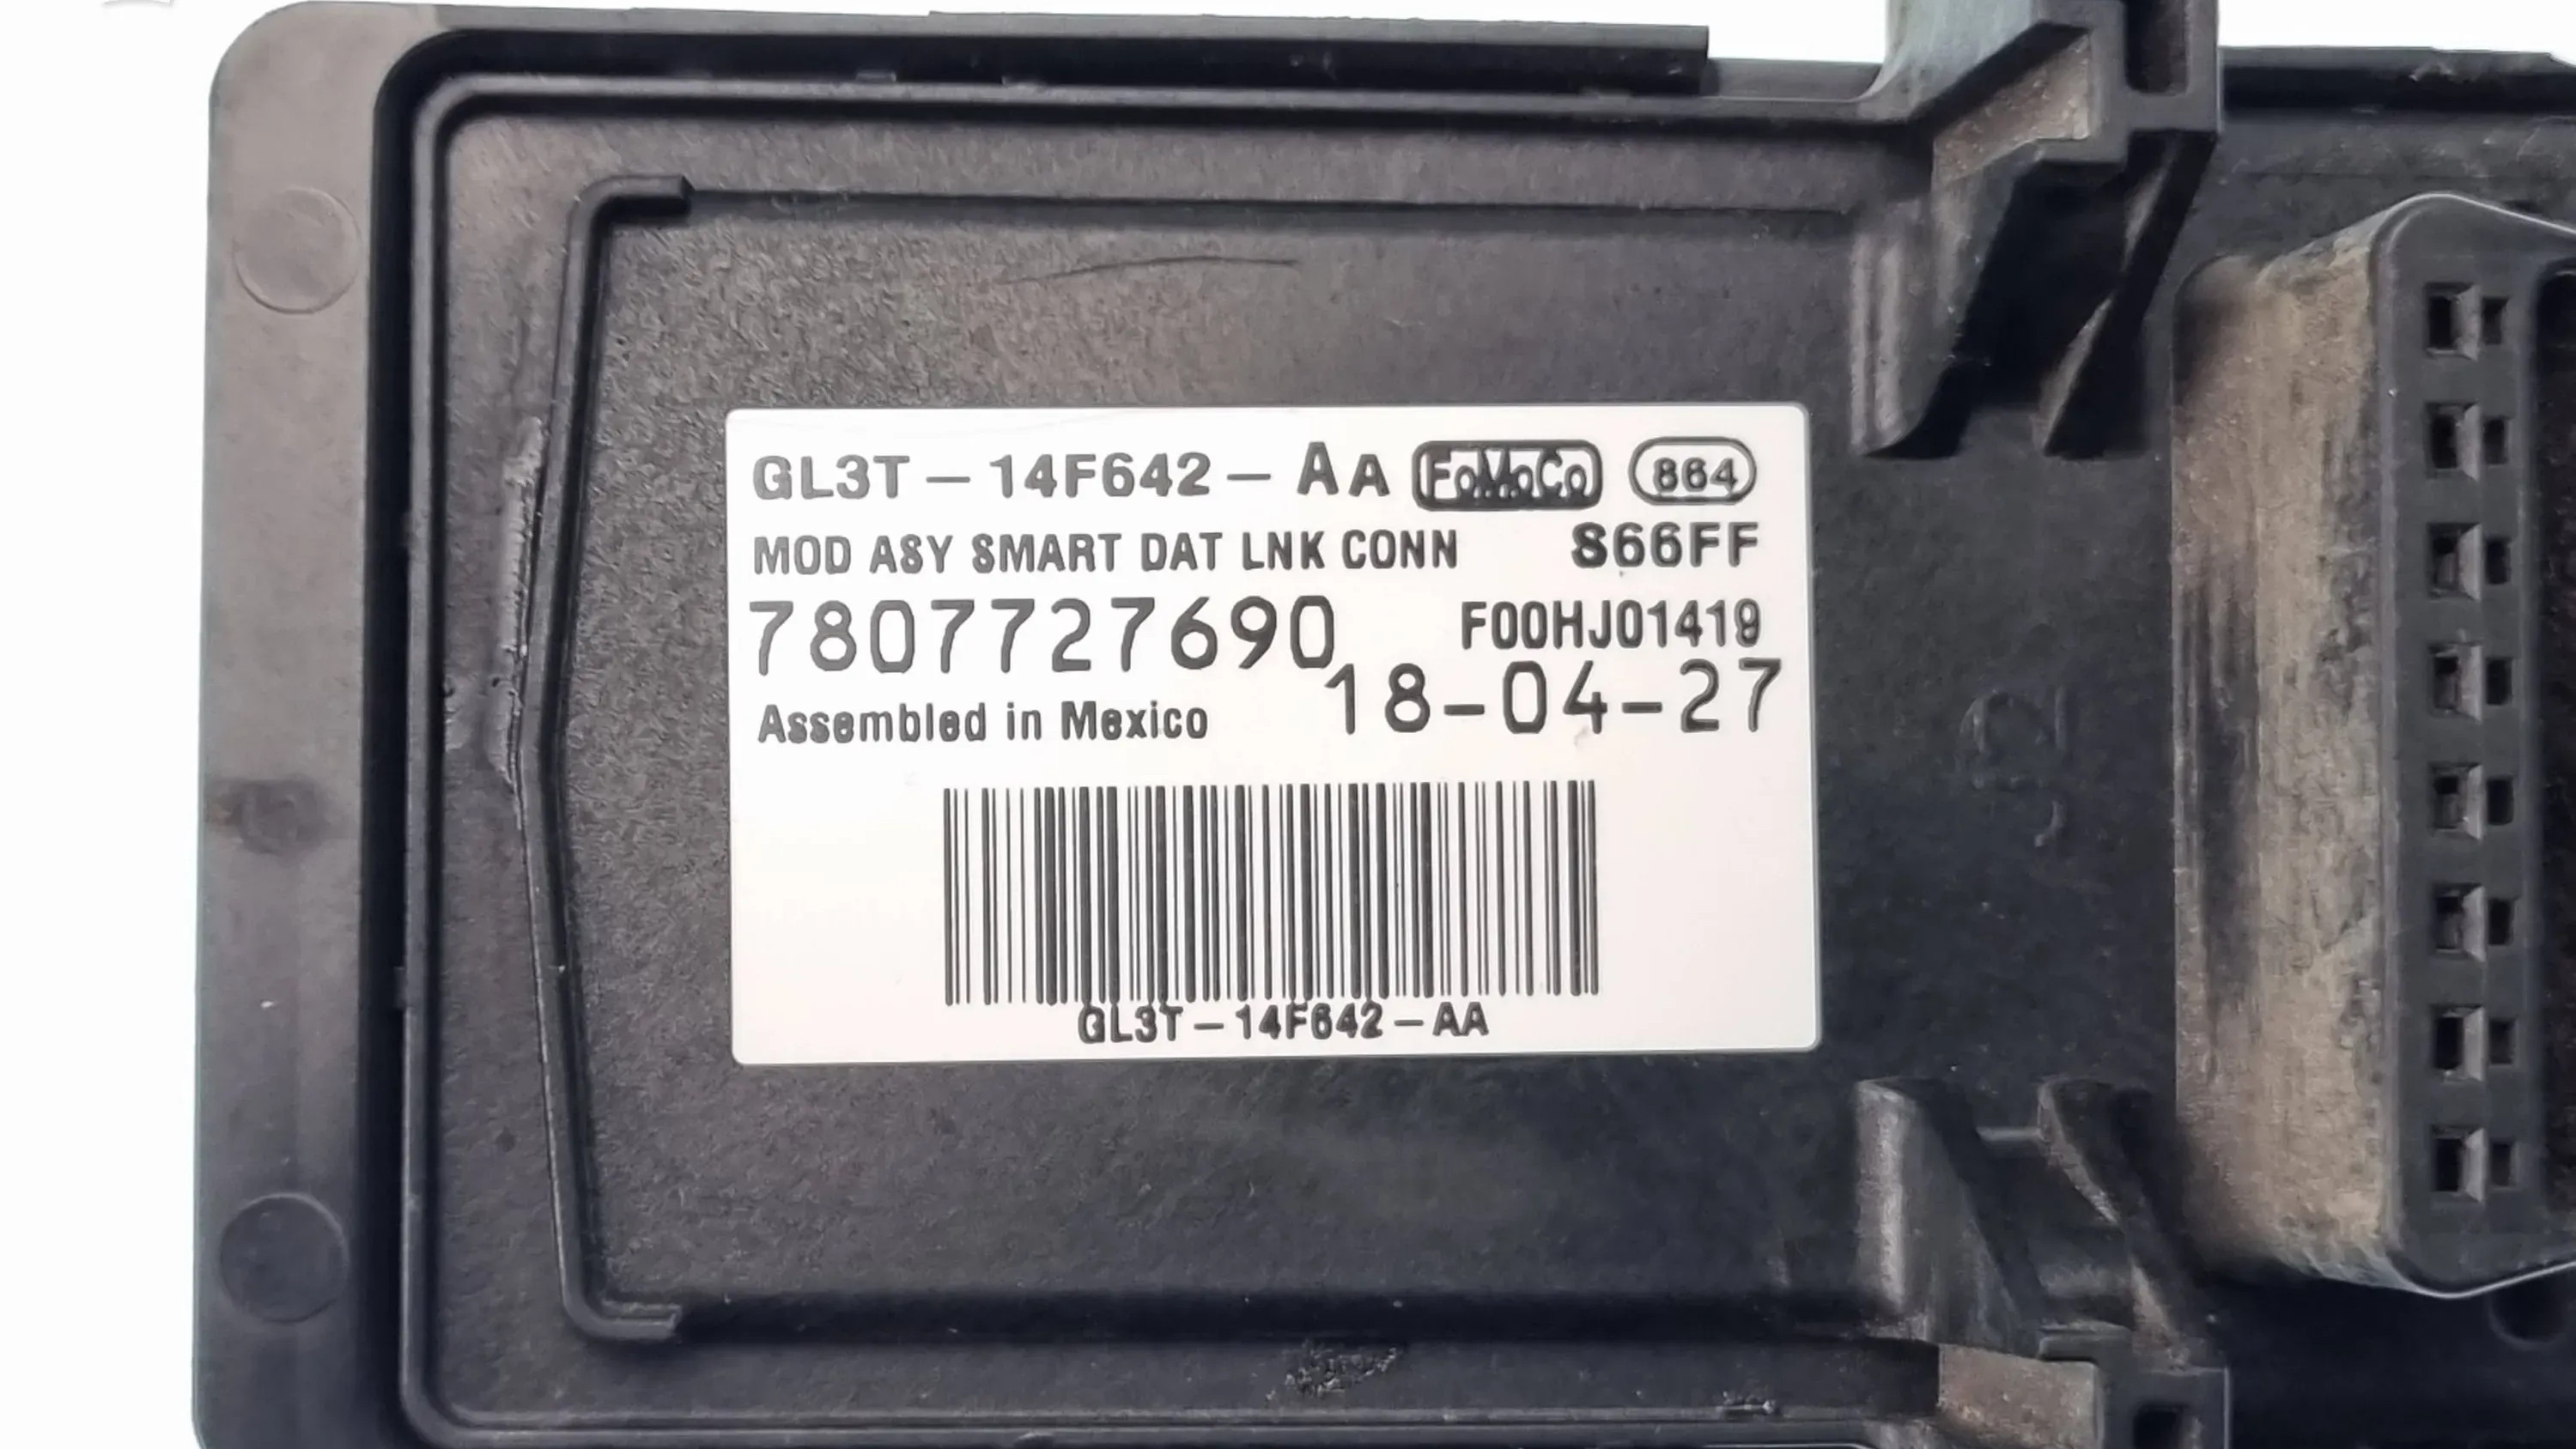 GL3T - 14F642 - AA FoMoCo 864
MOD ASY SMART DAT LNK CONN S66FF
7807727690 F00HJ01419
Assembled in Mexico 18-04-27
GL3T - 14F642 - AA